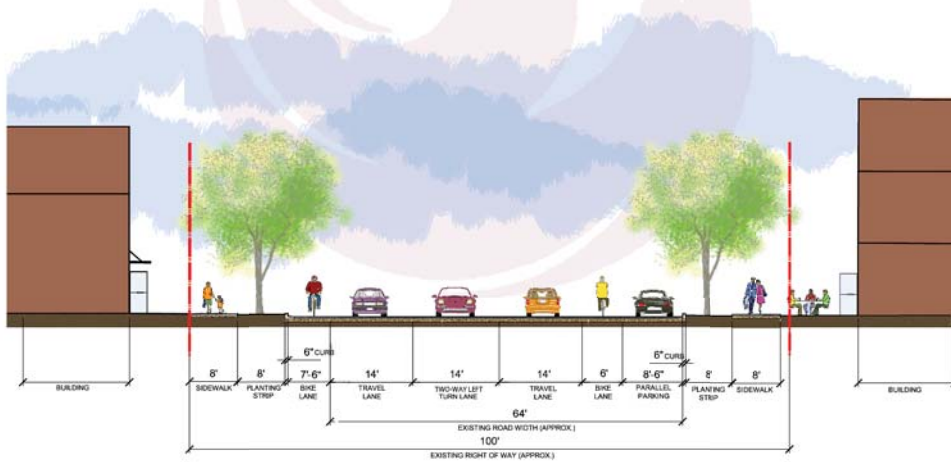 6" CURB
6" CURB
8'
8'
7'-6"
14'
14'
14'
6'
8'-6"
8'
8'
BUILDING
SIDEWALK
PLANTING STRIP
BIKE LANE
TRAVEL LANE
TWO-WAY LEFT TURN LANE
TRAVEL LANE
BIKE LANE
PARALLEL PARKING
PLANTING STRIP
SIDEWALK
BUILDING
64'
EXISTING ROAD WIDTH (APPROX.)
100'
EXISTING RIGHT OF WAY (APPROX.)